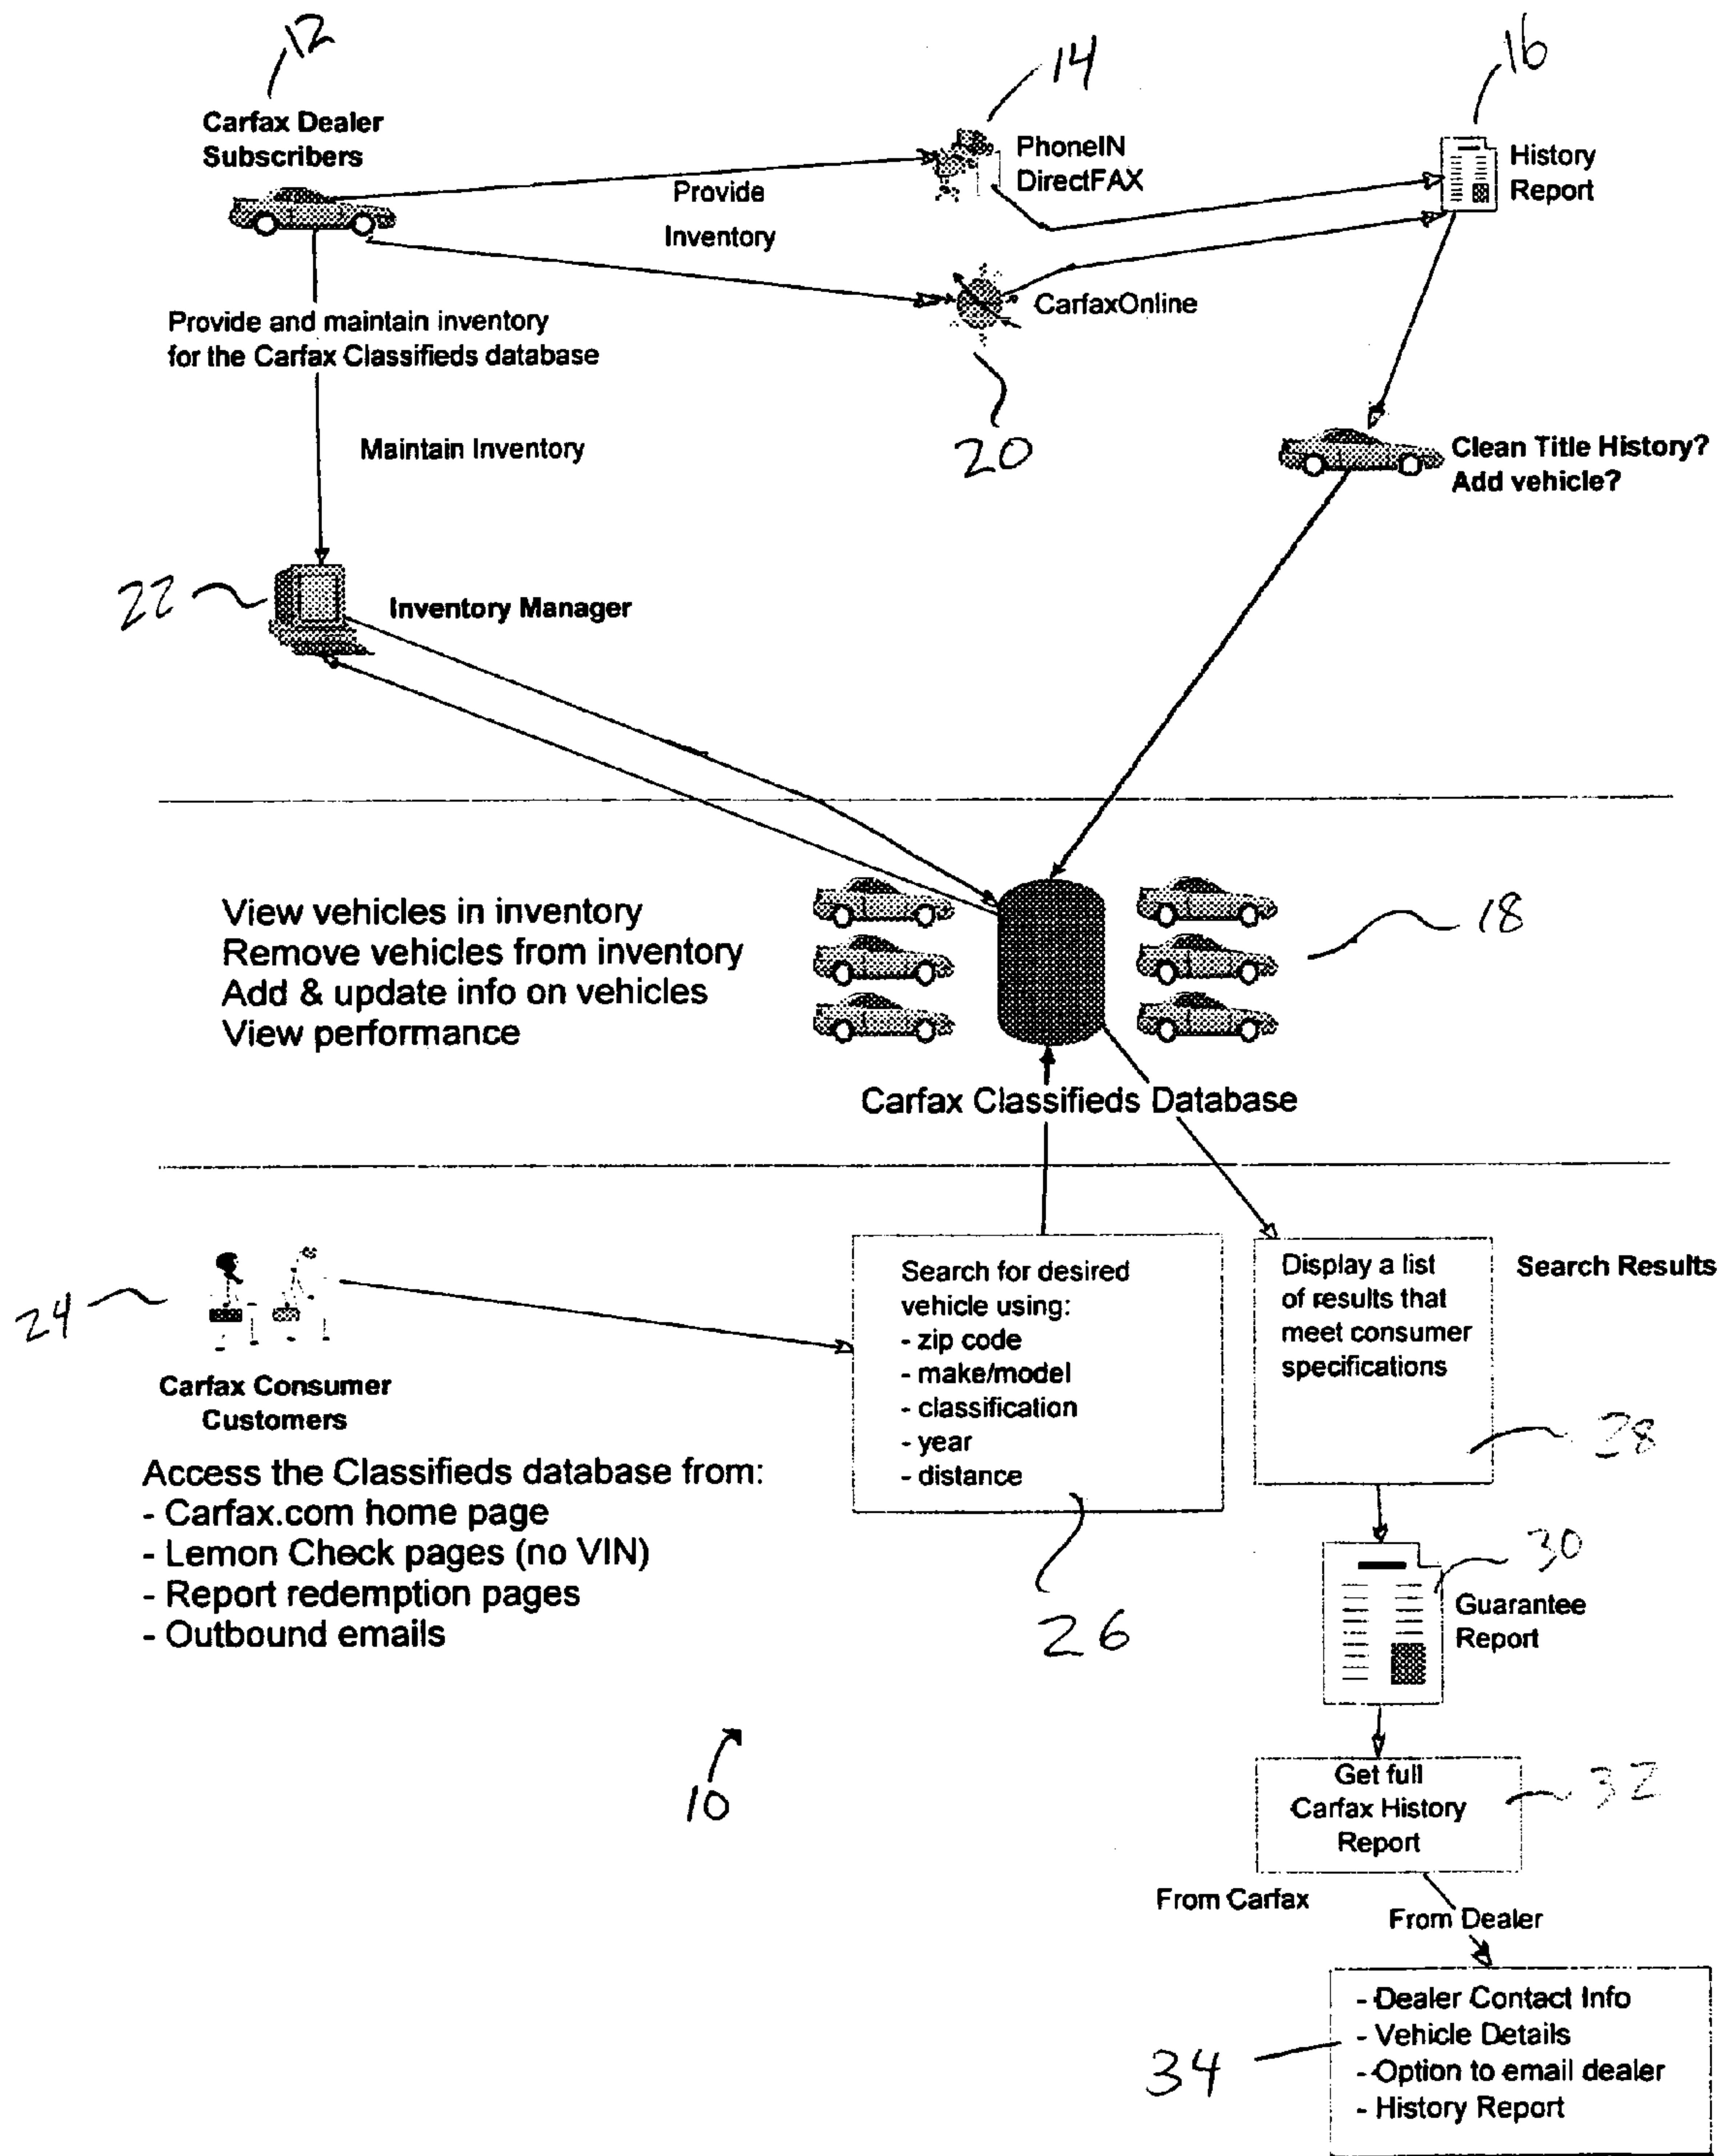 12
14
16
Carfax Dealer
Subscribers
PhoneIN
DirectFAX
History
Report
Provide
Inventory
CarfaxOnline
20
Provide and maintain inventory
for the Carfax Classifieds database
Maintain Inventory
Clean Title History?
Add vehicle?
22
Inventory Manager
View vehicles in inventory
Remove vehicles from inventory
Add & update info on vehicles
View performance
18
Carfax Classifieds Database
24
Carfax Consumer
Customers
Access the Classifieds database from:
- Carfax.com home page
- Lemon Check pages (no VIN)
- Report redemption pages
- Outbound emails
Search for desired
vehicle using:
- zip code
- make/model
- classification
- year
- distance
26
Display a list
of results that
meet consumer
specifications
Search Results
28
30
Guarantee
Report
10
Get full
Carfax History
Report
32
From Carfax
From Dealer
34
- Dealer Contact Info
- Vehicle Details
- Option to email dealer
- History Report